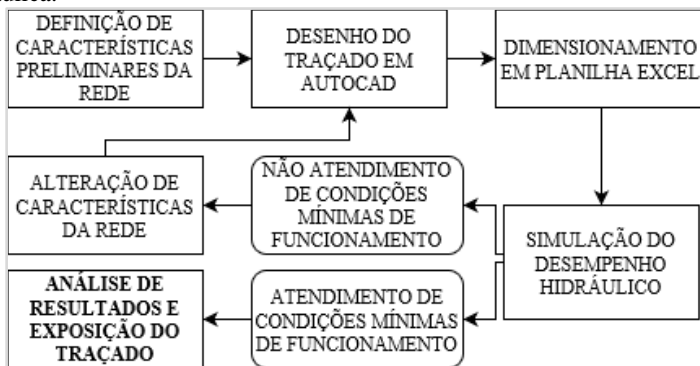 DEFINIÇÃO DE
CARACTERÍSTICAS
PRELIMINARES DA
REDE
DESENHO DO
TRAÇADO EM
AUTOCAD
DIMENSIONAMENTO
EM PLANILHA EXCEL
ALTERAÇÃO DE
CARACTERÍSTICAS
DA REDE
NÃO ATENDIMENTO
DE CONDIÇÕES
MÍNIMAS DE
FUNCIONAMENTO
SIMULAÇÃO DO
DESEMPENHO
HIDRÁULICO
ANÁLISE DE
RESULTADOS E
EXPOSIÇÃO DO
TRAÇADO
ATENDIMENTO DE
CONDIÇÕES MÍNIMAS
DE FUNCIONAMENTO